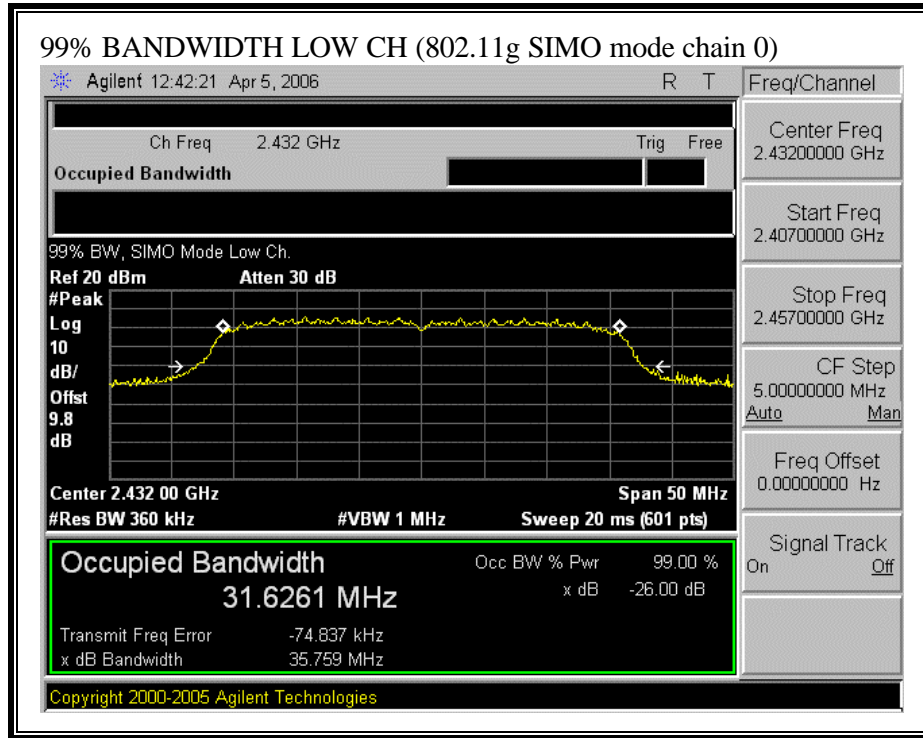 99% BANDWIDTH LOW CH (802.11g SIMO mode chain 0)
Agilent 12:42:21 Apr 5, 2006 R T
Freq/Channel
Ch Freq 2.432 GHz Trig Free
Occupied Bandwidth
Center Freq
2.43200000 GHz
Start Freq
2.40700000 GHz
Stop Freq
2.45700000 GHz
CF Step
5.00000000 MHz
Auto Man
Freq Offset
0.00000000 Hz
Signal Track
On Off
99% BW, SIMO Mode Low Ch.
Ref 20 dBm Atten 30 dB
#Peak
Log
10
dB/
Offst
9.8
dB
Center 2.432 00 GHz Span 50 MHz
#Res BW 360 kHz #VBW 1 MHz Sweep 20 ms (601 pts)
Occupied Bandwidth Occ BW % Pwr 99.00 %
31.6261 MHz x dB -26.00 dB
Transmit Freq Error -74.837 kHz
x dB Bandwidth 35.759 MHz
Copyright 2000-2005 Agilent Technologies